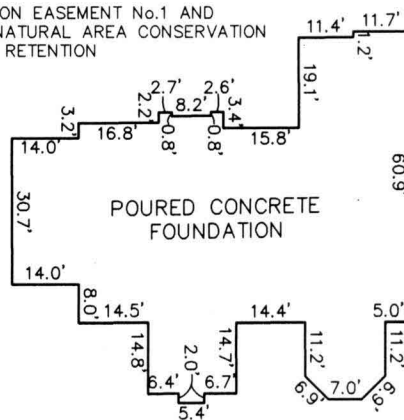 ON EASEMENT No.1 AND
NATURAL AREA CONSERVATION
RETENTION
11.4' 11.7'
1.2'
19.1'
2.7' 8.2' 2.6'
3.2' 16.8' 2.2' 0.8' 0.8' 3.4' 15.8'
14.0'
30.7'
60.9'
POURED CONCRETE
FOUNDATION
14.0'
8.0' 14.5' 14.4' 5.0'
14.8' 2.0' 14.7' 11.2' 11.2'
6.4' 6.7' 6.9' 7.0' 6.9'
5.4'